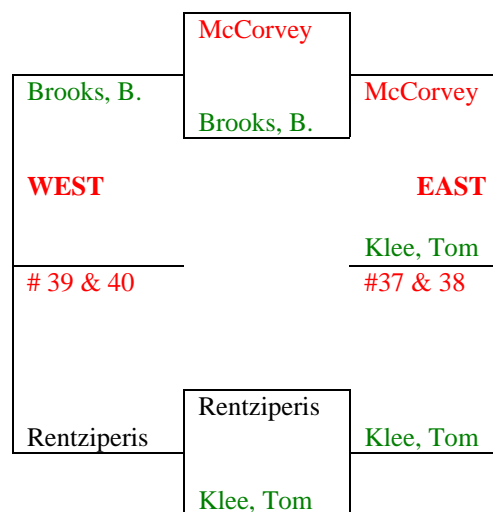 McCorvey
Brooks, B.
McCorvey
Brooks, B.
WEST
EAST
Klee, Tom
# 39 & 40
#37 & 38
Rentziperis
Rentziperis
Klee, Tom
Klee, Tom